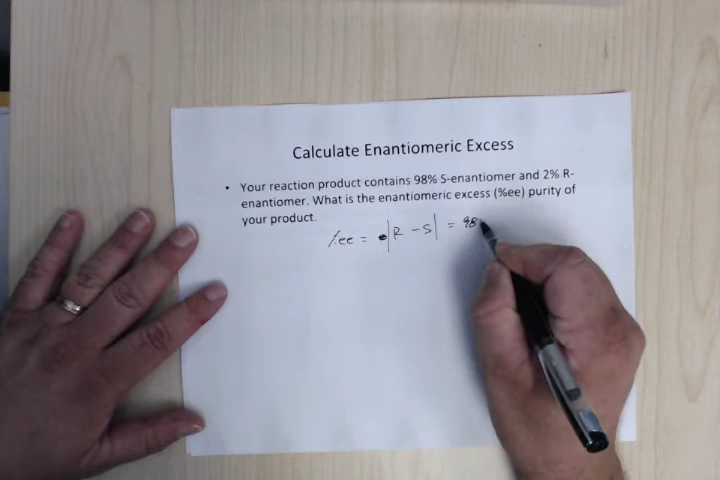 Calculate Enantiomeric Excess
• Your reaction product contains 98% S-enantiomer and 2% R-
enantiomer. What is the enantiomeric excess (%ee) purity of
your product.
%ee = |R - S| = 98